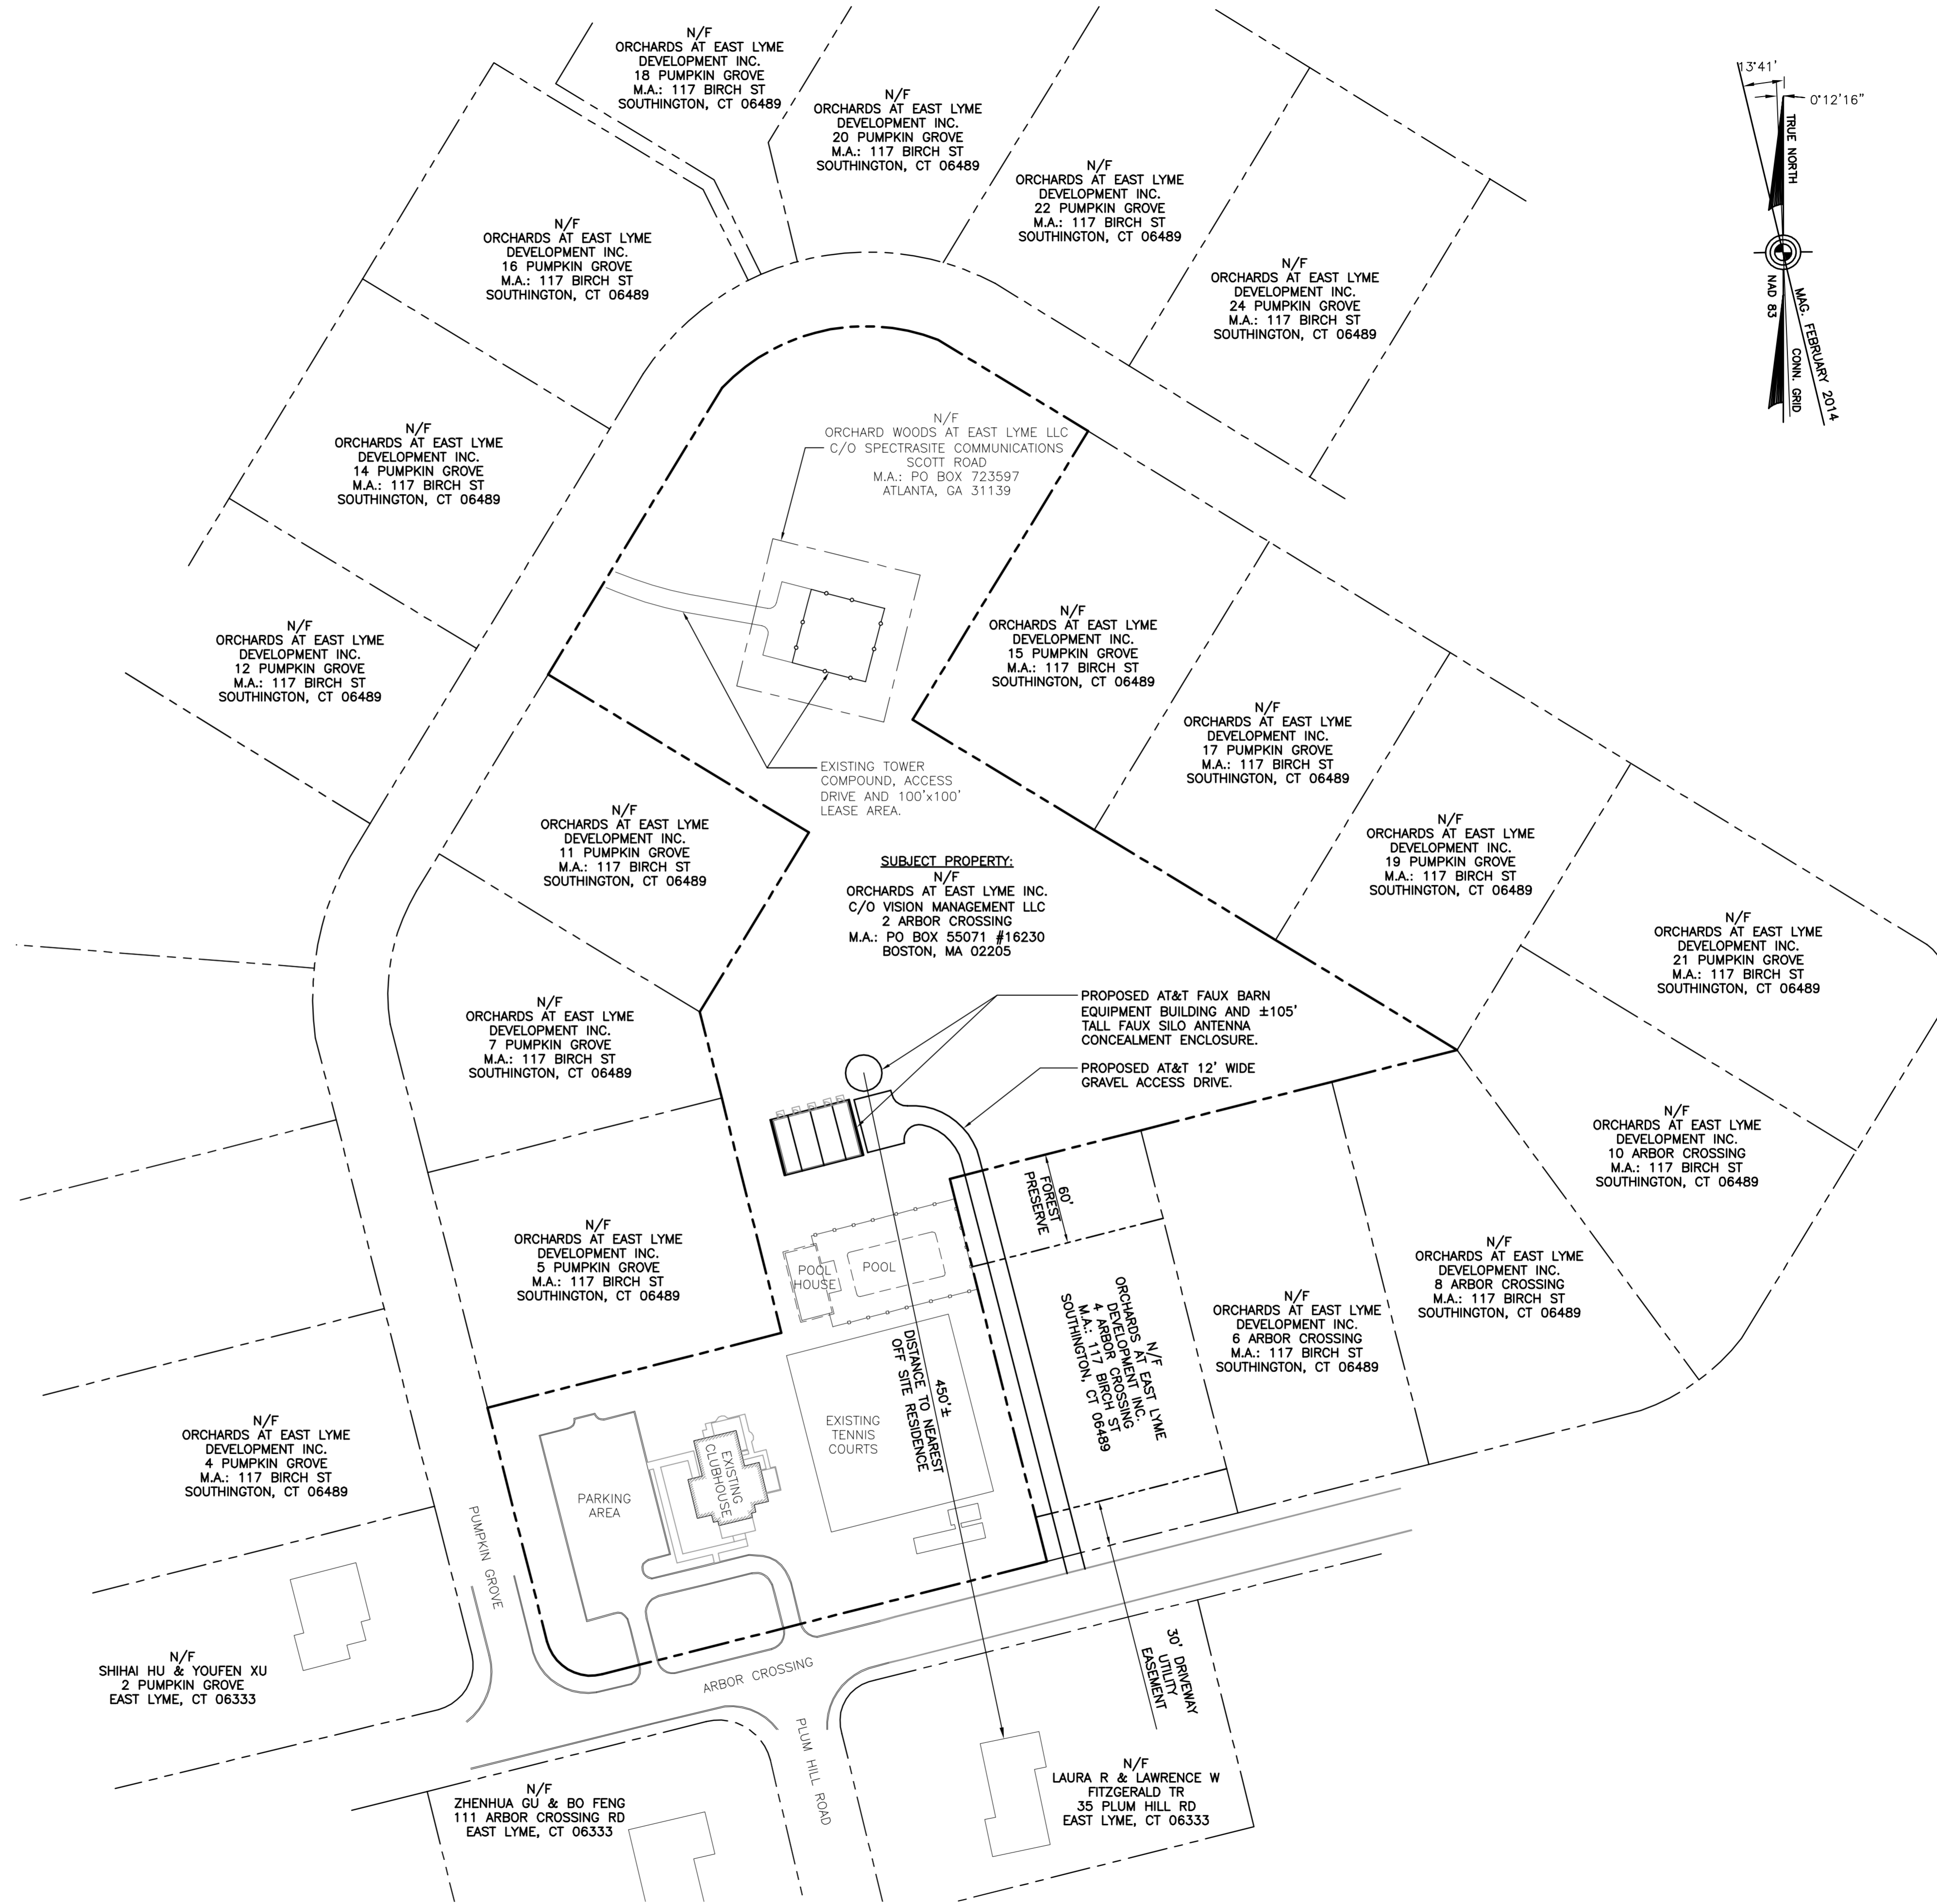 N/F
ORCHARDS AT EAST LYME
DEVELOPMENT INC.
18 PUMPKIN GROVE
M.A.: 117 BIRCH ST
SOUTHINGTON, CT 06489
N/F
ORCHARDS AT EAST LYME
DEVELOPMENT INC.
20 PUMPKIN GROVE
M.A.: 117 BIRCH ST
SOUTHINGTON, CT 06489
N/F
ORCHARDS AT EAST LYME
DEVELOPMENT INC.
22 PUMPKIN GROVE
M.A.: 117 BIRCH ST
SOUTHINGTON, CT 06489
13°41'
0°12'16"
TRUE NORTH
NAD 83
MAG. FEBRUARY 2014
CONN. GRID
N/F
ORCHARDS AT EAST LYME
DEVELOPMENT INC.
16 PUMPKIN GROVE
M.A.: 117 BIRCH ST
SOUTHINGTON, CT 06489
N/F
ORCHARDS AT EAST LYME
DEVELOPMENT INC.
24 PUMPKIN GROVE
M.A.: 117 BIRCH ST
SOUTHINGTON, CT 06489
N/F
ORCHARD WOODS AT EAST LYME LLC
C/O SPECTRASITE COMMUNICATIONS
SCOTT ROAD
M.A.: PO BOX 723597
ATLANTA, GA 31139
N/F
ORCHARDS AT EAST LYME
DEVELOPMENT INC.
14 PUMPKIN GROVE
M.A.: 117 BIRCH ST
SOUTHINGTON, CT 06489
N/F
ORCHARDS AT EAST LYME
DEVELOPMENT INC.
12 PUMPKIN GROVE
M.A.: 117 BIRCH ST
SOUTHINGTON, CT 06489
N/F
ORCHARDS AT EAST LYME
DEVELOPMENT INC.
15 PUMPKIN GROVE
M.A.: 117 BIRCH ST
SOUTHINGTON, CT 06489
N/F
ORCHARDS AT EAST LYME
DEVELOPMENT INC.
17 PUMPKIN GROVE
M.A.: 117 BIRCH ST
SOUTHINGTON, CT 06489
EXISTING TOWER
COMPOUND, ACCESS
DRIVE AND 100'x100'
LEASE AREA.
N/F
ORCHARDS AT EAST LYME
DEVELOPMENT INC.
11 PUMPKIN GROVE
M.A.: 117 BIRCH ST
SOUTHINGTON, CT 06489
N/F
ORCHARDS AT EAST LYME
DEVELOPMENT INC.
19 PUMPKIN GROVE
M.A.: 117 BIRCH ST
SOUTHINGTON, CT 06489
SUBJECT PROPERTY:
N/F
ORCHARDS AT EAST LYME INC.
C/O VISION MANAGEMENT LLC
2 ARBOR CROSSING
M.A.: PO BOX 55071 #16230
BOSTON, MA 02205
N/F
ORCHARDS AT EAST LYME
DEVELOPMENT INC.
21 PUMPKIN GROVE
M.A.: 117 BIRCH ST
SOUTHINGTON, CT 06489
N/F
ORCHARDS AT EAST LYME
DEVELOPMENT INC.
7 PUMPKIN GROVE
M.A.: 117 BIRCH ST
SOUTHINGTON, CT 06489
PROPOSED AT&T FAUX BARN
EQUIPMENT BUILDING AND ±105'
TALL FAUX SILO ANTENNA
CONCEALMENT ENCLOSURE.
PROPOSED AT&T 12' WIDE
GRAVEL ACCESS DRIVE.
N/F
ORCHARDS AT EAST LYME
DEVELOPMENT INC.
10 ARBOR CROSSING
M.A.: 117 BIRCH ST
SOUTHINGTON, CT 06489
60'
FOREST
PRESERVE
N/F
ORCHARDS AT EAST LYME
DEVELOPMENT INC.
5 PUMPKIN GROVE
M.A.: 117 BIRCH ST
SOUTHINGTON, CT 06489
POOL
HOUSE
POOL
N/F
ORCHARDS AT EAST LYME
DEVELOPMENT INC.
8 ARBOR CROSSING
M.A.: 117 BIRCH ST
SOUTHINGTON, CT 06489
N/F
ORCHARDS AT EAST LYME
DEVELOPMENT INC.
4 ARBOR CROSSING
M.A.: 117 BIRCH ST
SOUTHINGTON, CT 06489
N/F
ORCHARDS AT EAST LYME
DEVELOPMENT INC.
6 ARBOR CROSSING
M.A.: 117 BIRCH ST
SOUTHINGTON, CT 06489
450'±
DISTANCE TO NEAREST
OFF SITE RESIDENCE
N/F
ORCHARDS AT EAST LYME
DEVELOPMENT INC.
4 PUMPKIN GROVE
M.A.: 117 BIRCH ST
SOUTHINGTON, CT 06489
EXISTING
TENNIS
COURTS
EXISTING
CLUBHOUSE
PARKING
AREA
PUMPKIN GROVE
N/F
SHIHAI HU & YOUFEN XU
2 PUMPKIN GROVE
EAST LYME, CT 06333
ARBOR CROSSING
30' DRIVEWAY
UTILITY
EASEMENT
PLUM HILL ROAD
N/F
ZHENHUA GU & BO FENG
111 ARBOR CROSSING RD
EAST LYME, CT 06333
N/F
LAURA R & LAWRENCE W
FITZGERALD TR
35 PLUM HILL RD
EAST LYME, CT 06333